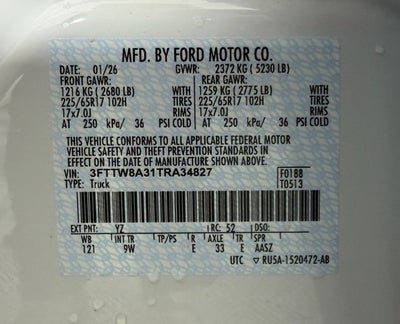 MFD. BY FORD MOTOR CO.
DATE: 01/26 GVWR: 2372 KG ( 5230 LB)
FRONT GAWR: REAR GAWR:
1216 KG ( 2680 LB) WITH 1259 KG ( 2775 LB) WITH
225/65R17 102H TIRES 225/65R17 102H TIRES
17x7.0J RIMS 17x7.0J RIMS
AT 250 kPa/ 36 PSI COLD AT 250 kPa/ 36 PSI COLD
THIS VEHICLE CONFORMS TO ALL APPLICABLE FEDERAL MOTOR
VEHICLE SAFETY AND THEFT PREVENTION STANDARDS IN
EFFECT ON THE DATE OF MANUFACTURE SHOWN ABOVE.
VIN: 3FTTW8A31TRA34827 F0188
TYPE: Truck T0513
EXT PNT: YZ RC: 52 DSO:
WB INT TR TP/PS R AXLE TR SPR
121 9W E 33 E AASZ
UTC RU5A-1520472-AB